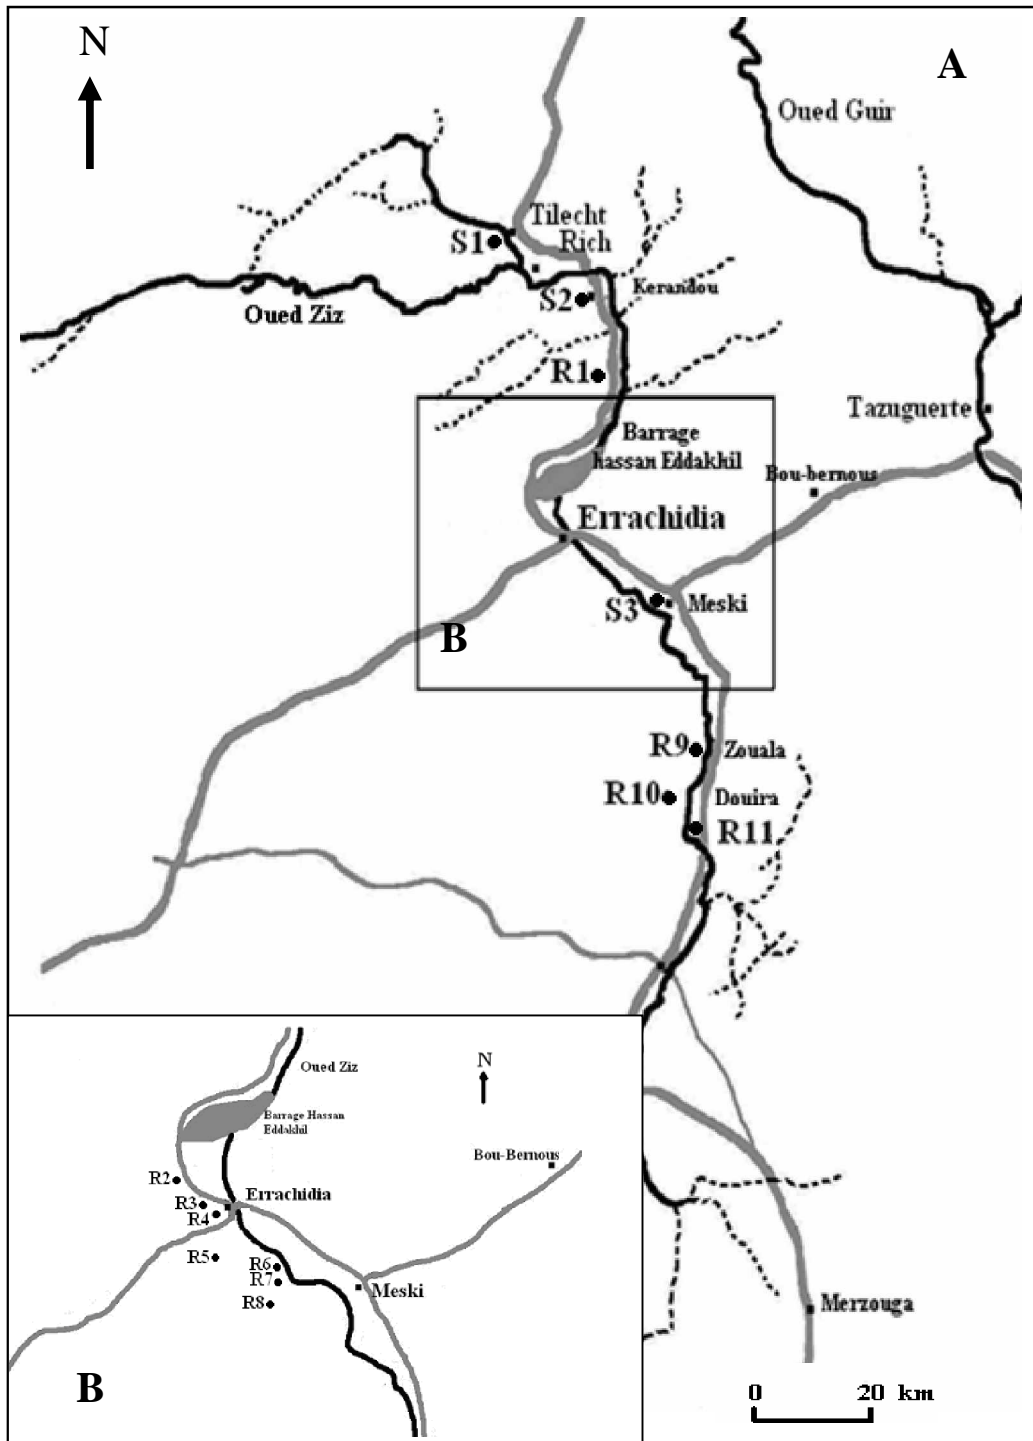 N
A
Oued Guir
Tilecht
Rich
S1
S2
Kerandou
Oued Ziz
R1
Tazuguerte
Barrage
hassan Eddakhil
Bou-bernous
Errachidia
S3
Meski
B
R9
Zouala
R10
Douira
R11
Oued Ziz
N
Barrage Hassan
Eddakhil
Bou-Bernous
R2
Errachidia
R3
R4
R5
R6
R7
Meski
R8
Merzouga
B
0 20 km